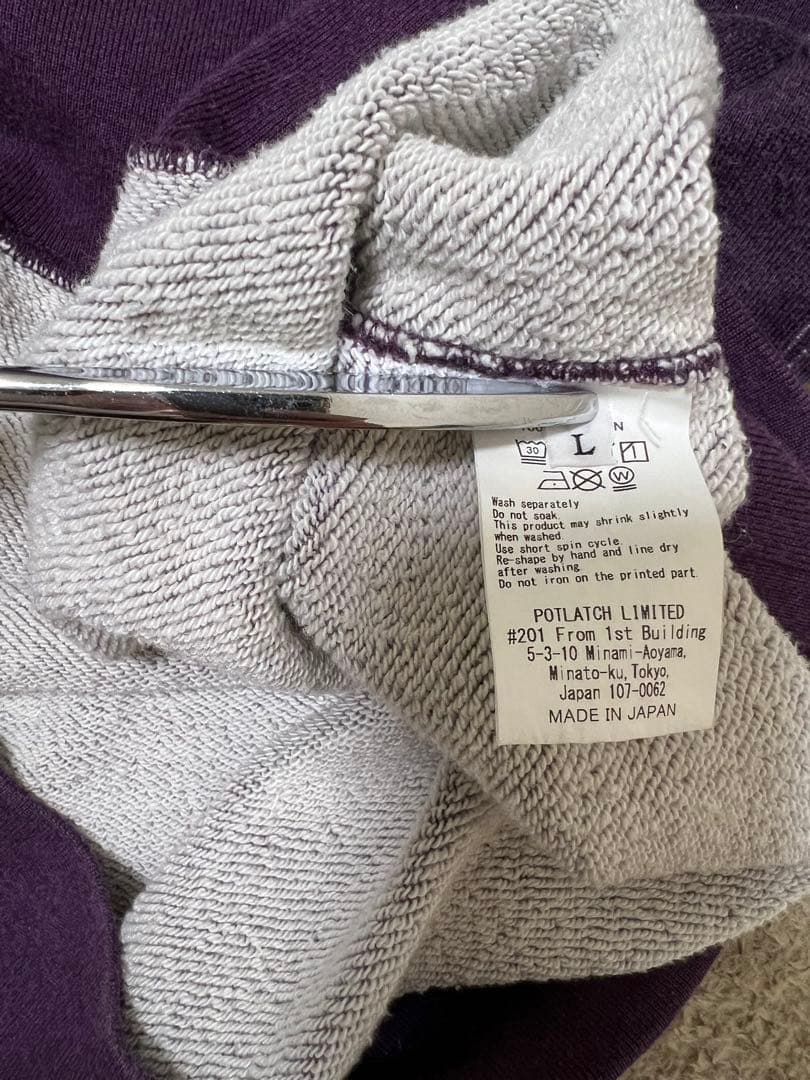 N
30
L
W
Wash separately
Do not soak.
This product may shrink slightly
when washed.
Use short spin cycle.
Re-shape by hand and line dry
after washing.
Do not iron on the printed part.
POTLATCH LIMITED
#201 From 1st Building
5-3-10 Minami-Aoyama,
Minato-ku, Tokyo,
Japan 107-0062
MADE IN JAPAN